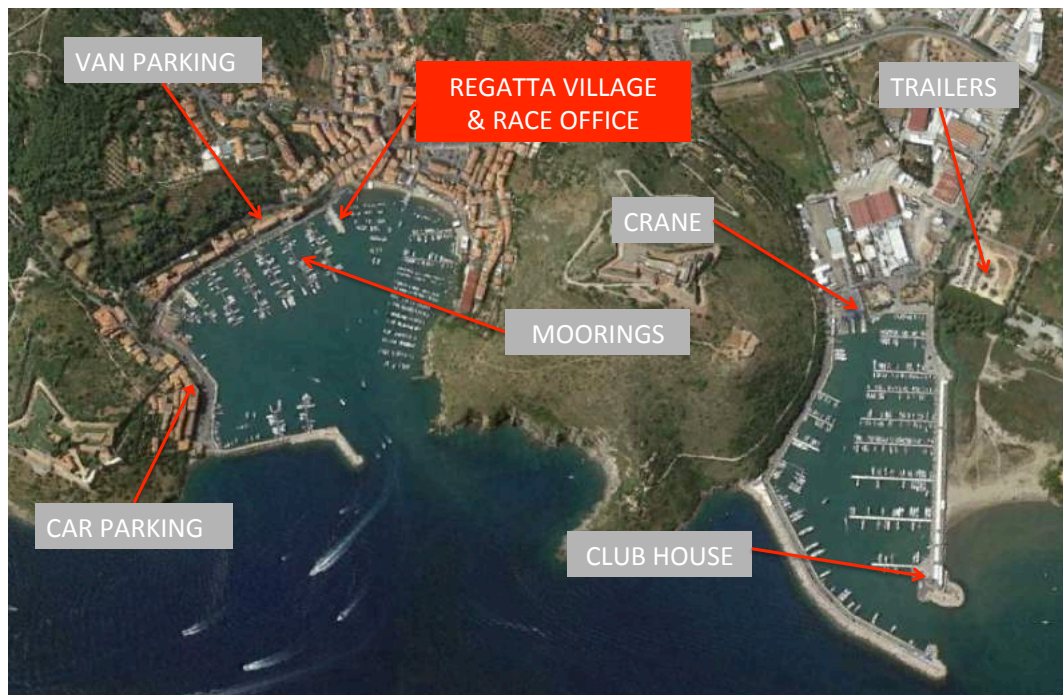 VAN PARKING
REGATTA VILLAGE
& RACE OFFICE
TRAILERS
CRANE
MOORINGS
CAR PARKING
CLUB HOUSE